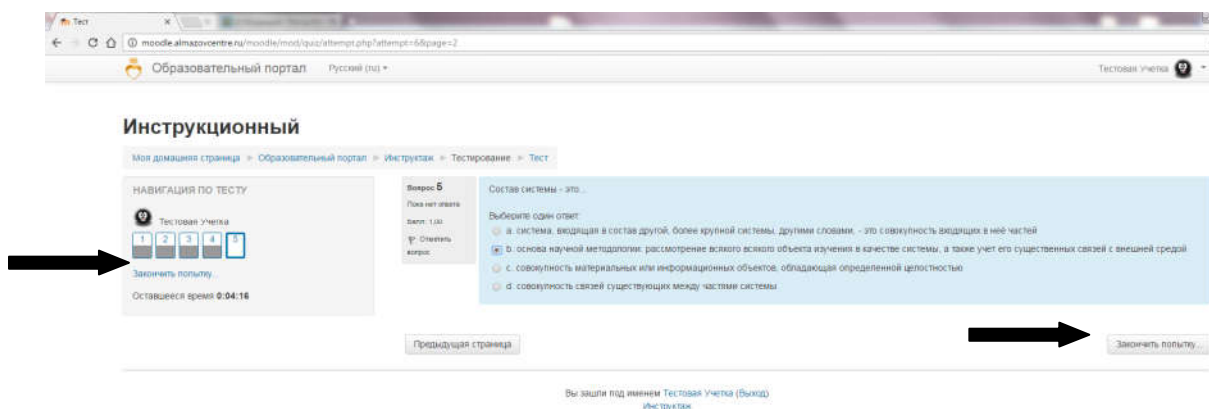 Тест
moodle.almazovcentre.ru/moodle/mod/quiz/attempt.php?attempt=6&page=2
Образовательный портал Русский (ru)
Тестовая Учетка
Инструкционный
Моя домашняя страница Образовательный портал Инструктаж Тестирование Тест
НАВИГАЦИЯ ПО ТЕСТУ
Тестовая Учетка
1 2 3 4 5
Закончить попытку...
Оставшееся время 0:04:16
Вопрос 5
Пока нет ответа
Балл: 1,00
Отметить
вопрос
Состав системы - это...
Выберите один ответ:
a. система, входящая в состав другой, более крупной системы, другими словами, - это совокупность входящих в неё частей
b. основа научной методологии: рассмотрение всякого всякого объекта изучения в качестве системы, а также учет его существенных связей с внешней средой
c. совокупность материальных или информационных объектов, обладающая определенной целостностью
d. совокупность связей существующих между частями системы
Предыдущая страница
Закончить попытку...
Вы зашли под именем Тестовая Учетка (Выход)
Инструктаж